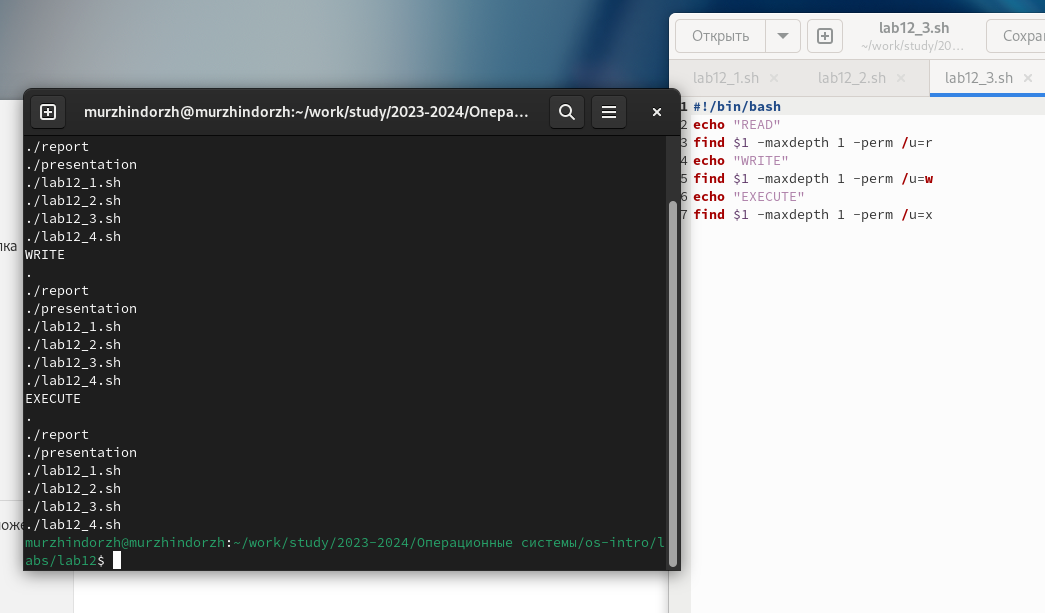 Открыть
lab12_3.sh
~/work/study/20…
lab12_1.sh
lab12_2.sh
lab12_3.sh
murzhindorzh@murzhindorzh:~/work/study/2023-2024/Опера…
./report
./presentation
./lab12_1.sh
./lab12_2.sh
./lab12_3.sh
./lab12_4.sh
WRITE
.
./report
./presentation
./lab12_1.sh
./lab12_2.sh
./lab12_3.sh
./lab12_4.sh
EXECUTE
.
./report
./presentation
./lab12_1.sh
./lab12_2.sh
./lab12_3.sh
./lab12_4.sh
murzhindorzh@murzhindorzh:~/work/study/2023-2024/Операционные системы/os-intro/l
abs/lab12$
1 #!/bin/bash
2 echo "READ"
3 find $1 -maxdepth 1 -perm /u=r
4 echo "WRITE"
5 find $1 -maxdepth 1 -perm /u=w
6 echo "EXECUTE"
7 find $1 -maxdepth 1 -perm /u=x